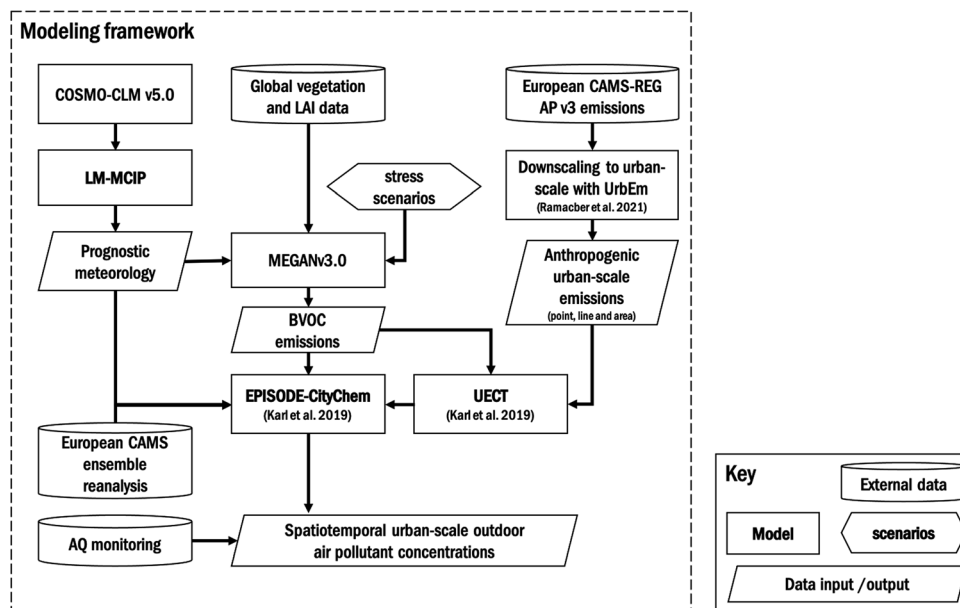 Modeling framework
COSMO-CLM v5.0
LM-MCIP
Prognostic
meteorology
Global vegetation
and LAI data
stress
scenarios
MEGANv3.0
BVOC
emissions
European CAMS-REG
AP v3 emissions
Downscaling to urban-
scale with UrbEm
(Ramacber et al. 2021)
Anthropogenic
urban-scale
emissions
(point, line and area)
EPISODE-CityChem
(Karl et al. 2019)
UECT
(Karl et al. 2019)
European CAMS
ensemble
reanalysis
AQ monitoring
Spatiotemporal urban-scale outdoor
air pollutant concentrations
Key
External data
Model
scenarios
Data input /output